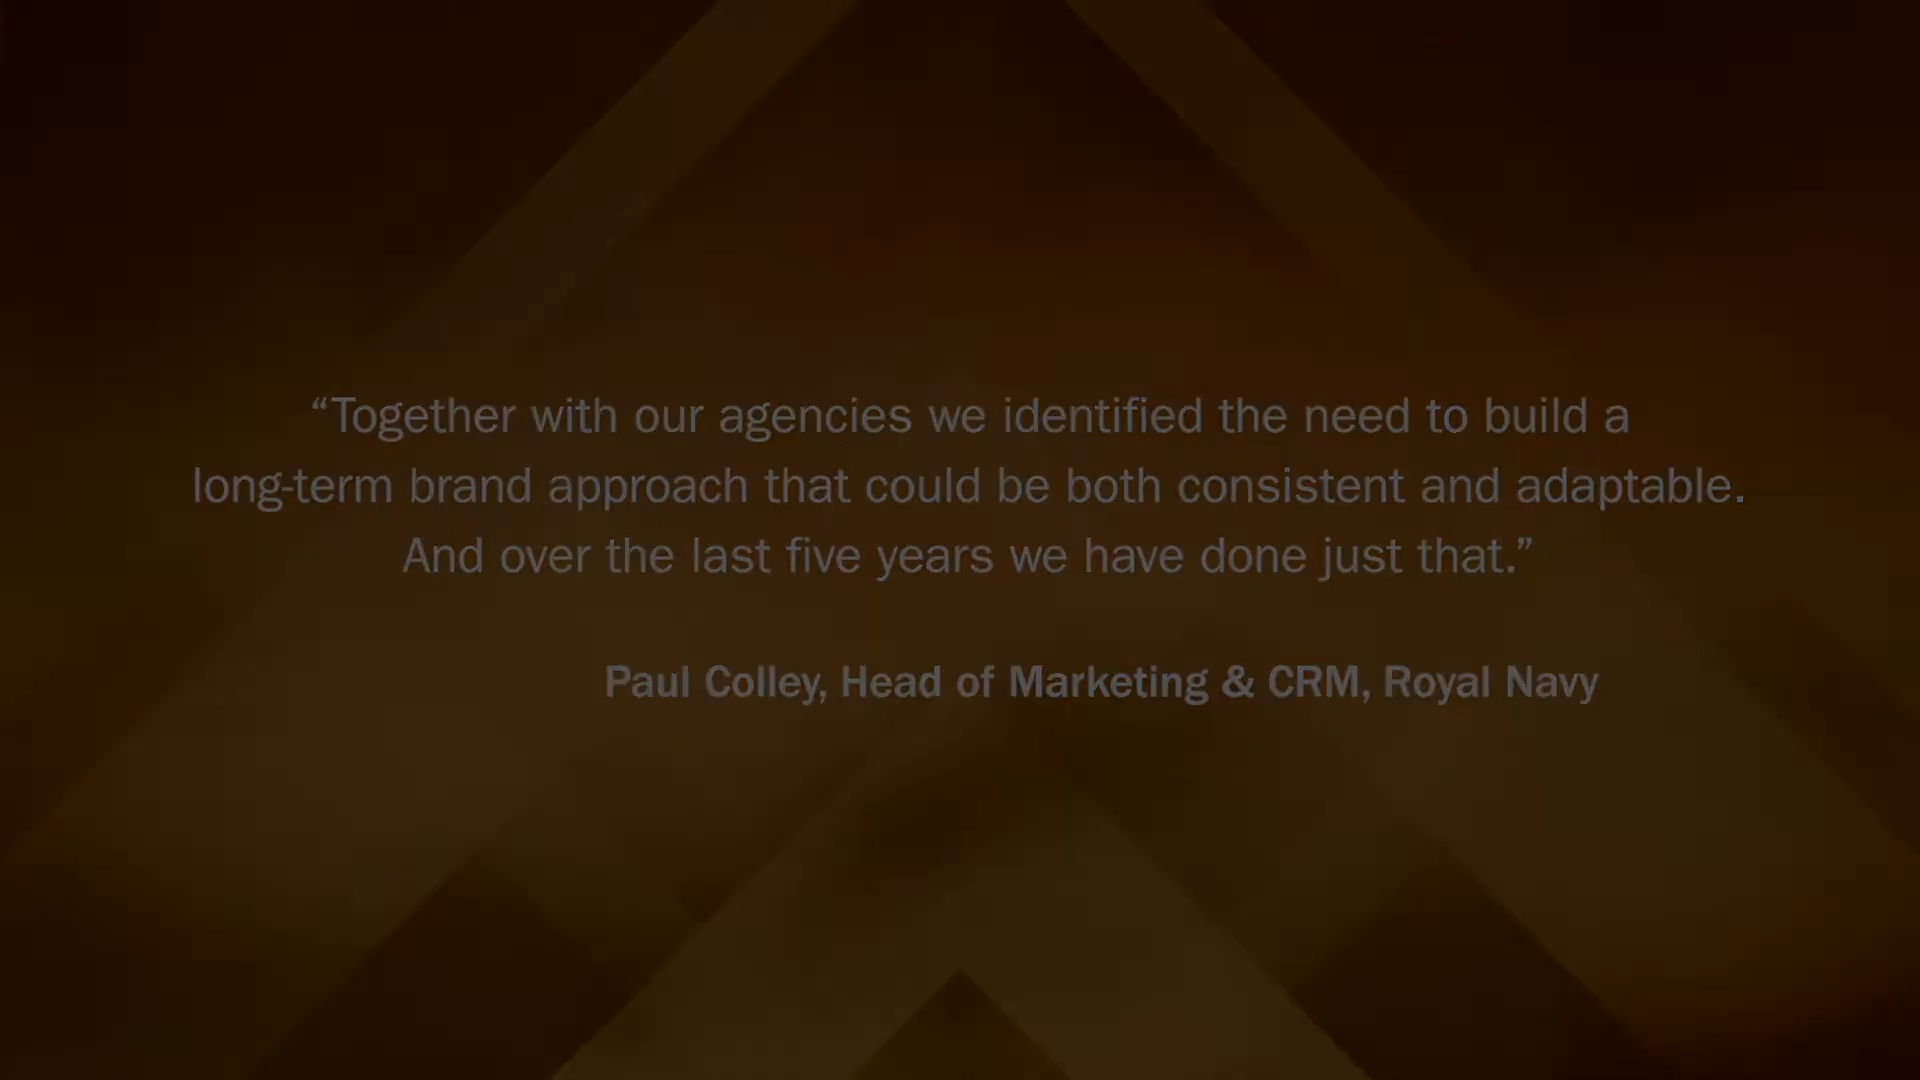 “Together with our agencies we identified the need to build a
long-term brand approach that could be both consistent and adaptable.
And over the last five years we have done just that.”
Paul Colley, Head of Marketing & CRM, Royal Navy